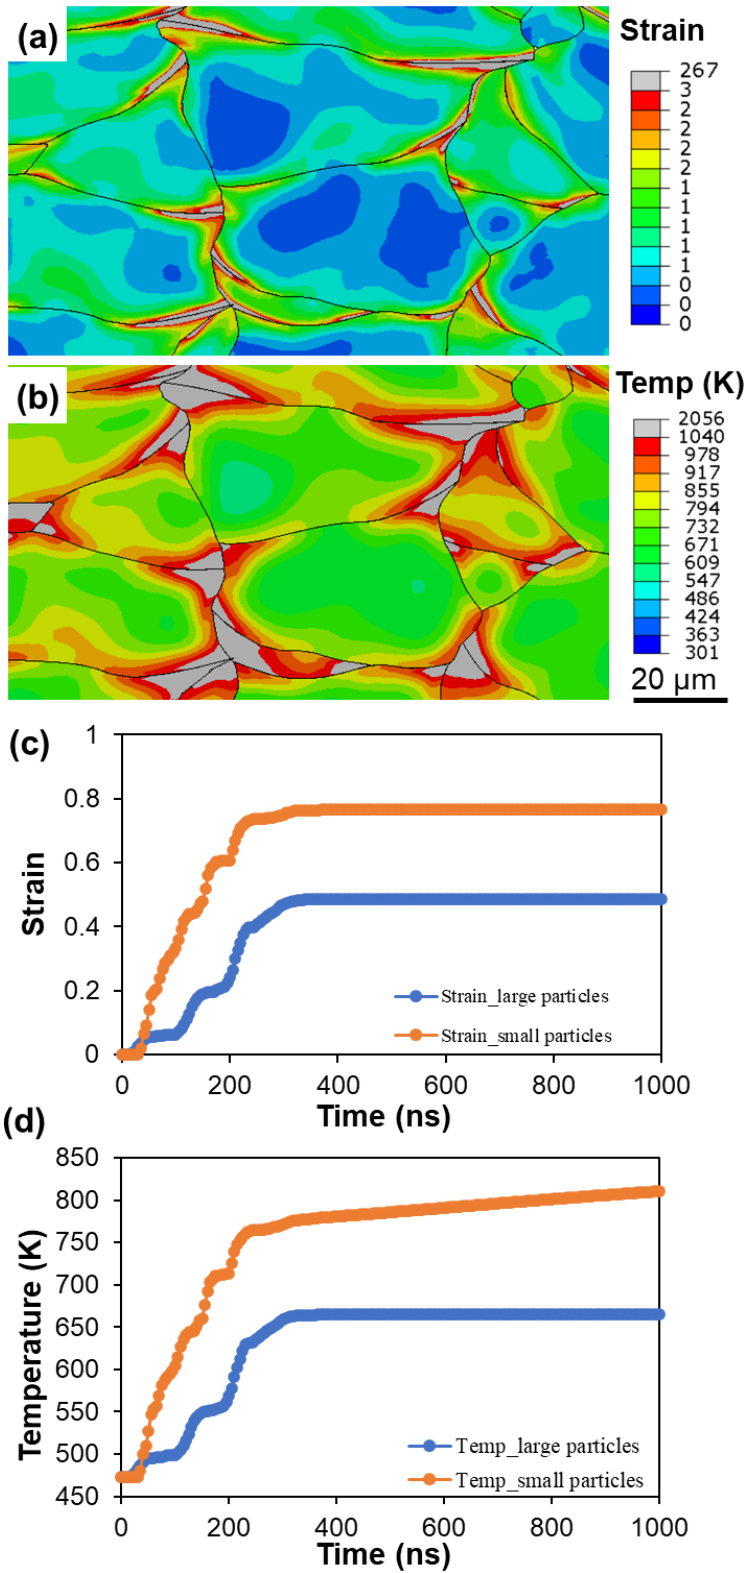 (a)
Strain
267
3
2
2
2
1
1
1
1
0
0
0
(b)
Temp (K)
2056
1040
978
917
855
794
732
671
609
547
486
424
363
301
20 µm
(c)
1
0.8
0.6
0.4
0.2
0
Strain
Strain_large particles
Strain_small particles
0 200 400 600 800 1000
Time (ns)
(d)
850
800
750
700
650
600
550
500
450
Temperature (K)
Temp_large particles
Temp_small particles
0 200 400 600 800 1000
Time (ns)